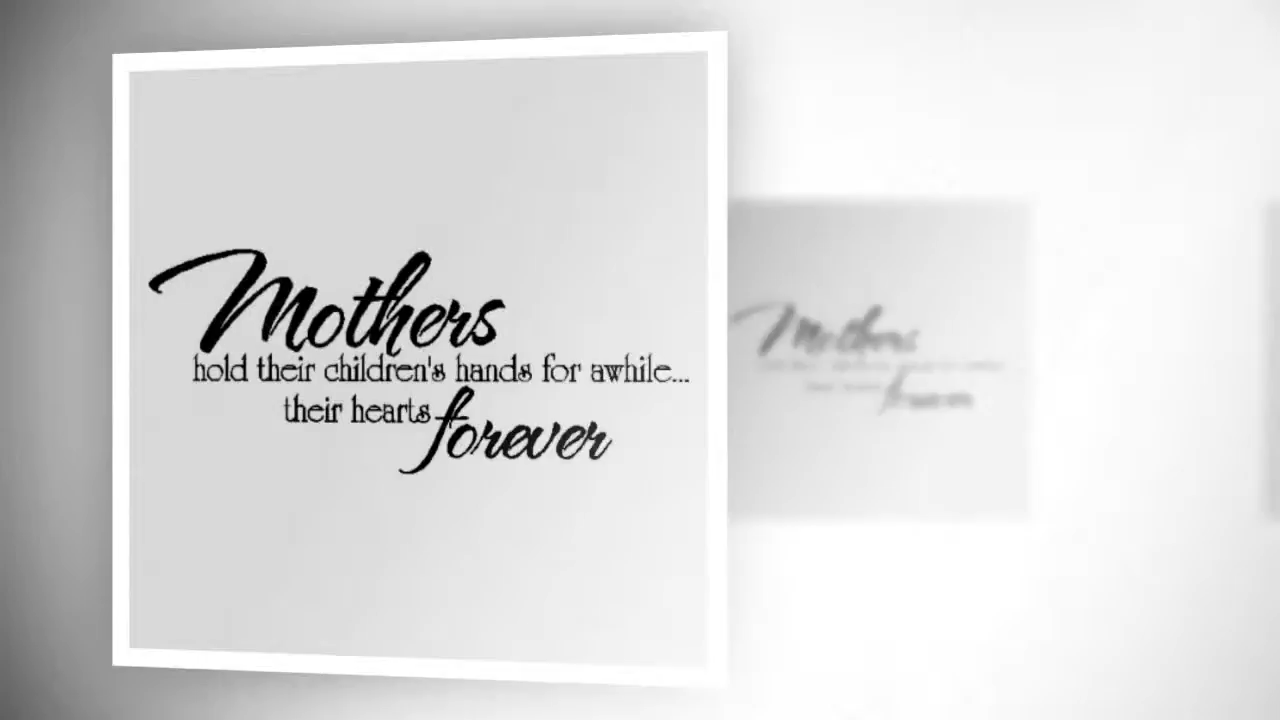 Mothers
hold their children's hands for awhile...
their hearts forever